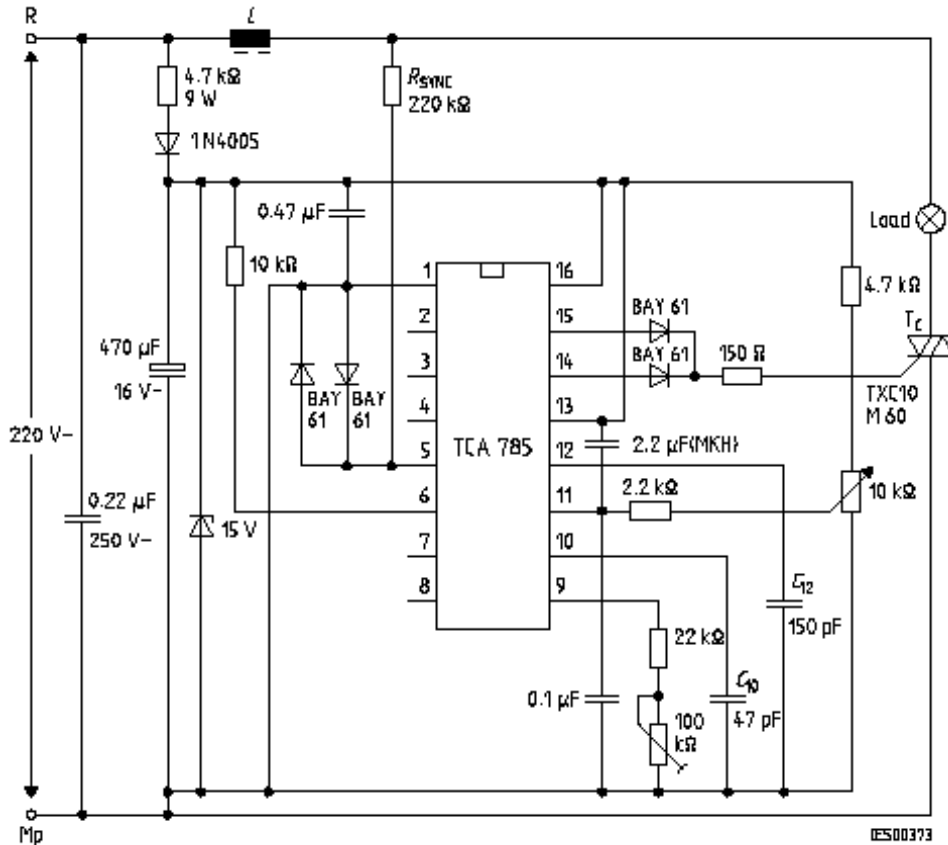 R
L
4.7 kΩ
9 W
RSYNC
220 kΩ
1N4005
0.47 µF
10 kΩ
Load
4.7 kΩ
1
2
3
4
5
6
7
8
16
15
14
13
12
11
10
9
TCA 785
BAY 61
BAY 61
150 Ω
TC
TXC10
M 60
470 µF
16 V-
BAY
61
BAY
61
2.2 µF(MKH)
2.2 kΩ
10 kΩ
220 V~
0.22 µF
250 V~
15 V
C12
150 pF
22 kΩ
0.1 µF
100
kΩ
C10
47 pF
Mp
IES00373